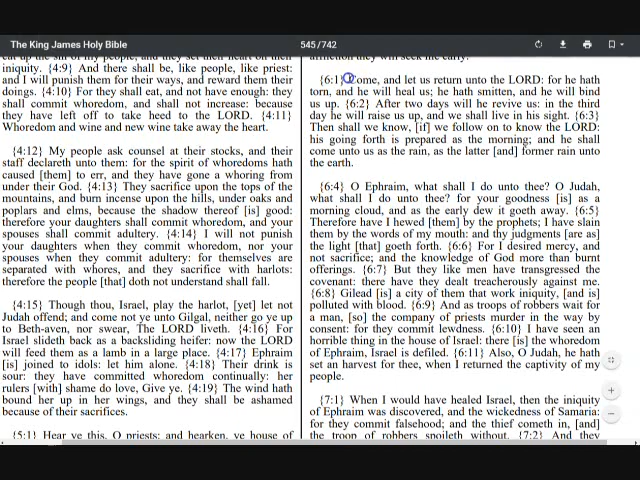 The King James Holy Bible
545/742
eat up the sin of my people, and they set their heart on their
iniquity. {4:9} And there shall be, like people, like priest:
and I will punish them for their ways, and reward them their
doings. {4:10} For they shall eat, and not have enough: they
shall commit whoredom, and shall not increase: because
they have left off to take heed to the LORD. {4:11}
Whoredom and wine and new wine take away the heart.
{4:12} My people ask counsel at their stocks, and their
staff declareth unto them: for the spirit of whoredoms hath
caused [them] to err, and they have gone a whoring from
under their God. {4:13} They sacrifice upon the tops of the
mountains, and burn incense upon the hills, under oaks and
poplars and elms, because the shadow thereof [is] good:
therefore your daughters shall commit whoredom, and your
spouses shall commit adultery. {4:14} I will not punish
your daughters when they commit whoredom, nor your
spouses when they commit adultery: for themselves are
separated with whores, and they sacrifice with harlots:
therefore the people [that] doth not understand shall fall.
{4:15} Though thou, Israel, play the harlot, [yet] let not
Judah offend; and come not ye unto Gilgal, neither go ye up
to Beth-aven, nor swear, The LORD liveth. {4:16} For
Israel slideth back as a backsliding heifer: now the LORD
will feed them as a lamb in a large place. {4:17} Ephraim
[is] joined to idols: let him alone. {4:18} Their drink is
sour: they have committed whoredom continually: her
rulers [with] shame do love, Give ye. {4:19} The wind hath
bound her up in her wings, and they shall be ashamed
because of their sacrifices.
{5:1} Hear ye this, O priests; and hearken, ye house of
affliction they will seek me early.
{6:1} Come, and let us return unto the LORD: for he hath
torn, and he will heal us; he hath smitten, and he will bind
us up. {6:2} After two days will he revive us: in the third
day he will raise us up, and we shall live in his sight. {6:3}
Then shall we know, [if] we follow on to know the LORD:
his going forth is prepared as the morning; and he shall
come unto us as the rain, as the latter [and] former rain unto
the earth.
{6:4} O Ephraim, what shall I do unto thee? O Judah,
what shall I do unto thee? for your goodness [is] as
a morning cloud, and as the early dew it goeth away. {6:5}
Therefore have I hewed [them] by the prophets; I have slain
them by the words of my mouth: and thy judgments [are as]
the light [that] goeth forth. {6:6} For I desired mercy, and
not sacrifice; and the knowledge of God more than burnt
offerings. {6:7} But they like men have transgressed the
covenant: there have they dealt treacherously against me.
{6:8} Gilead [is] a city of them that work iniquity, [and is]
polluted with blood. {6:9} And as troops of robbers wait for
a man, [so] the company of priests murder in the way by
consent: for they commit lewdness. {6:10} I have seen an
horrible thing in the house of Israel: there [is] the whoredom
of Ephraim, Israel is defiled. {6:11} Also, O Judah, he hath
set an harvest for thee, when I returned the captivity of my
people.
{7:1} When I would have healed Israel, then the iniquity
of Ephraim was discovered, and the wickedness of Samaria:
for they commit falsehood; and the thief cometh in, [and]
the troop of robbers spoileth without. {7:2} And they